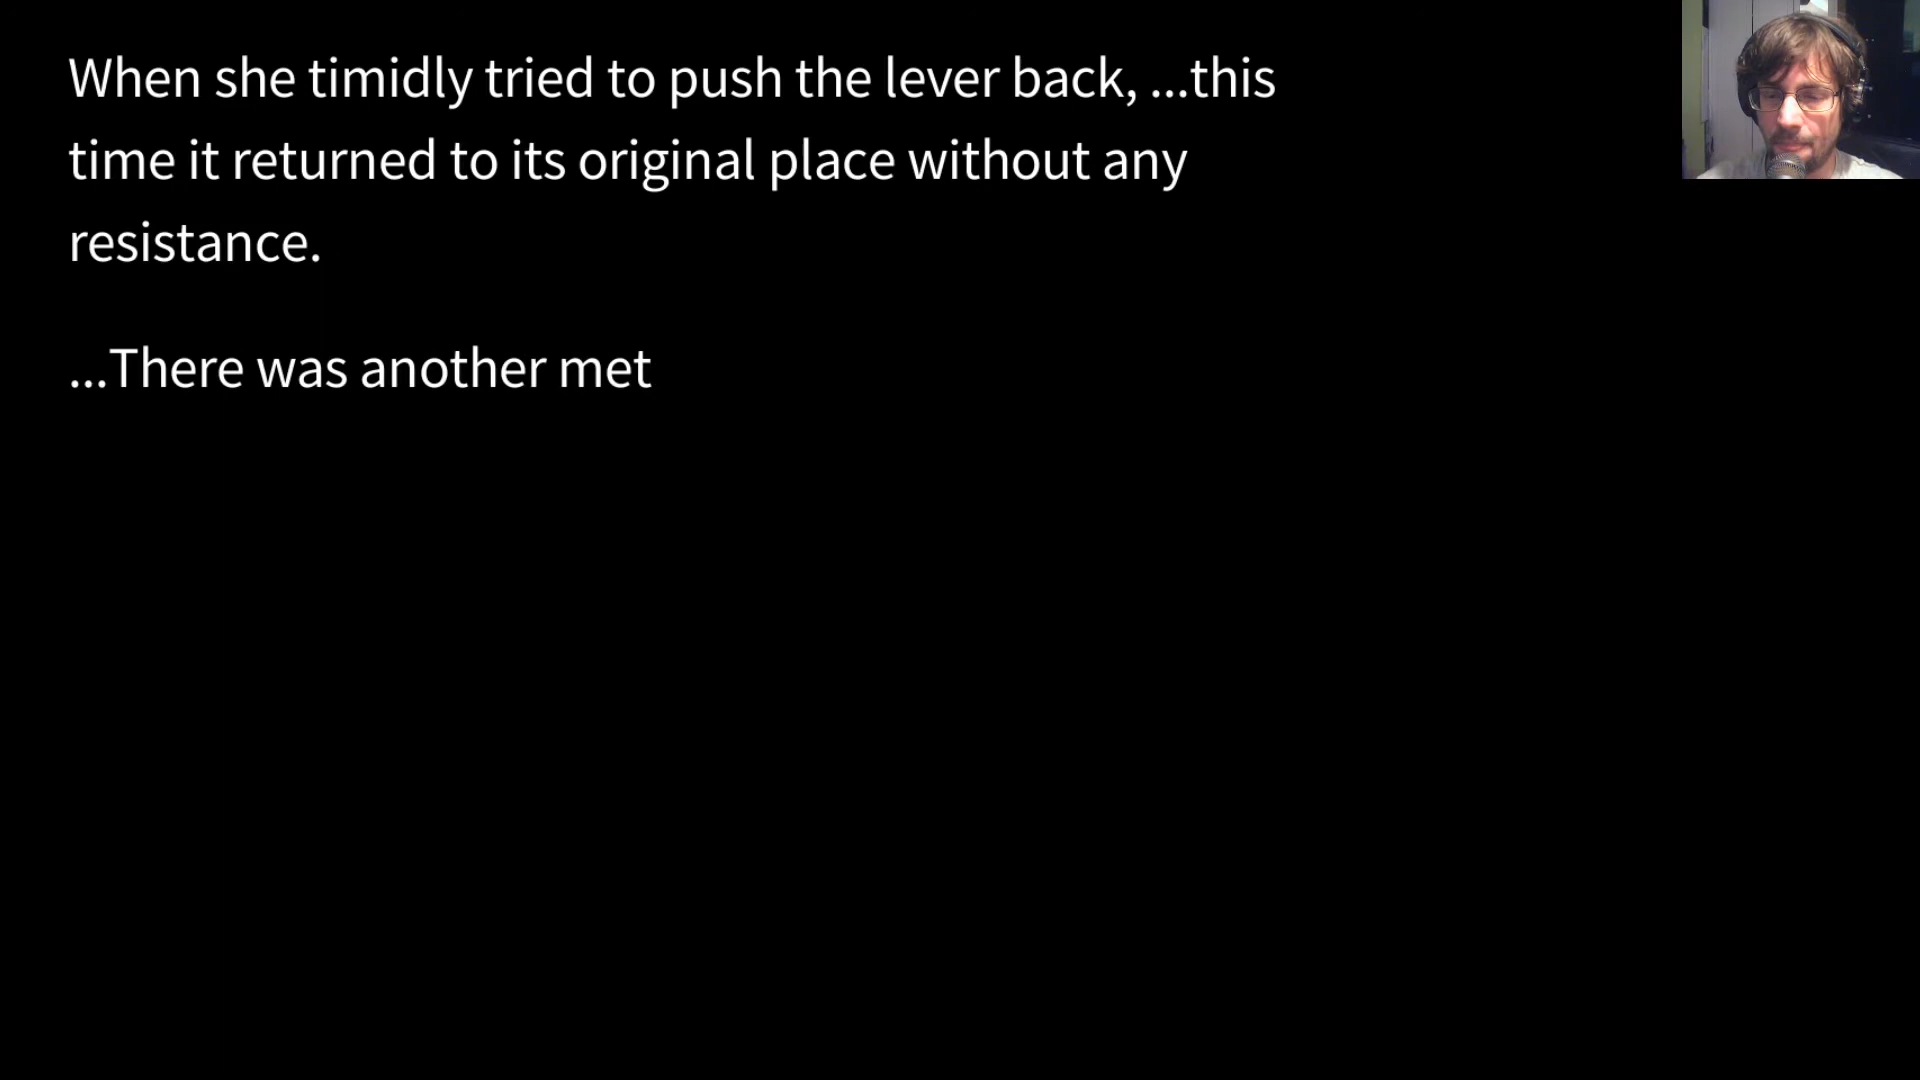 When she timidly tried to push the lever back, ...this
time it returned to its original place without any
resistance.
...There was another met